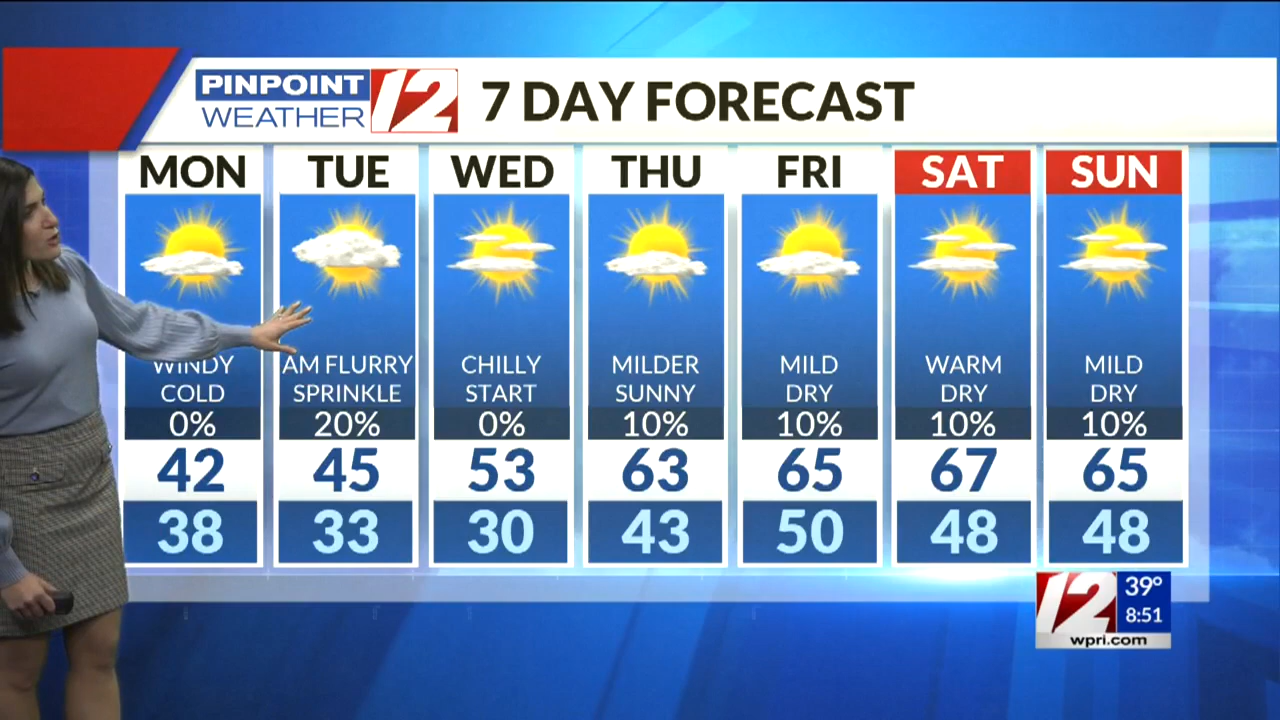 PINPOINT
WEATHER 12
7 DAY FORECAST
MON TUE WED THU FRI SAT SUN
WINDY AM FLURRY CHILLY MILDER MILD WARM MILD
COLD SPRINKLE START SUNNY DRY DRY DRY
0% 20% 0% 10% 10% 10% 10%
42 45 53 63 65 67 65
38 33 30 43 50 48 48
12 39°
8:51
wpri.com